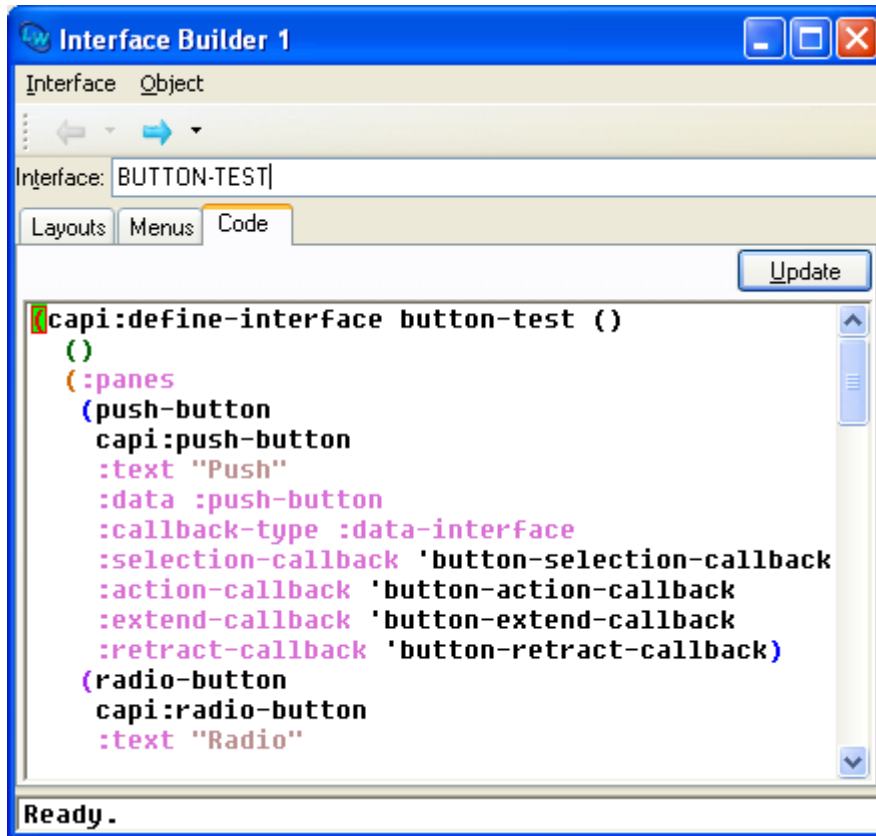 LW Interface Builder 1
Interface Object
Interface: BUTTON-TEST
Layouts Menus Code
Update
(capi:define-interface button-test ()
()
(:panes
(push-button
capi:push-button
:text "Push"
:data :push-button
:callback-type :data-interface
:selection-callback 'button-selection-callback
:action-callback 'button-action-callback
:extend-callback 'button-extend-callback
:retract-callback 'button-retract-callback)
(radio-button
capi:radio-button
:text "Radio"
Ready.